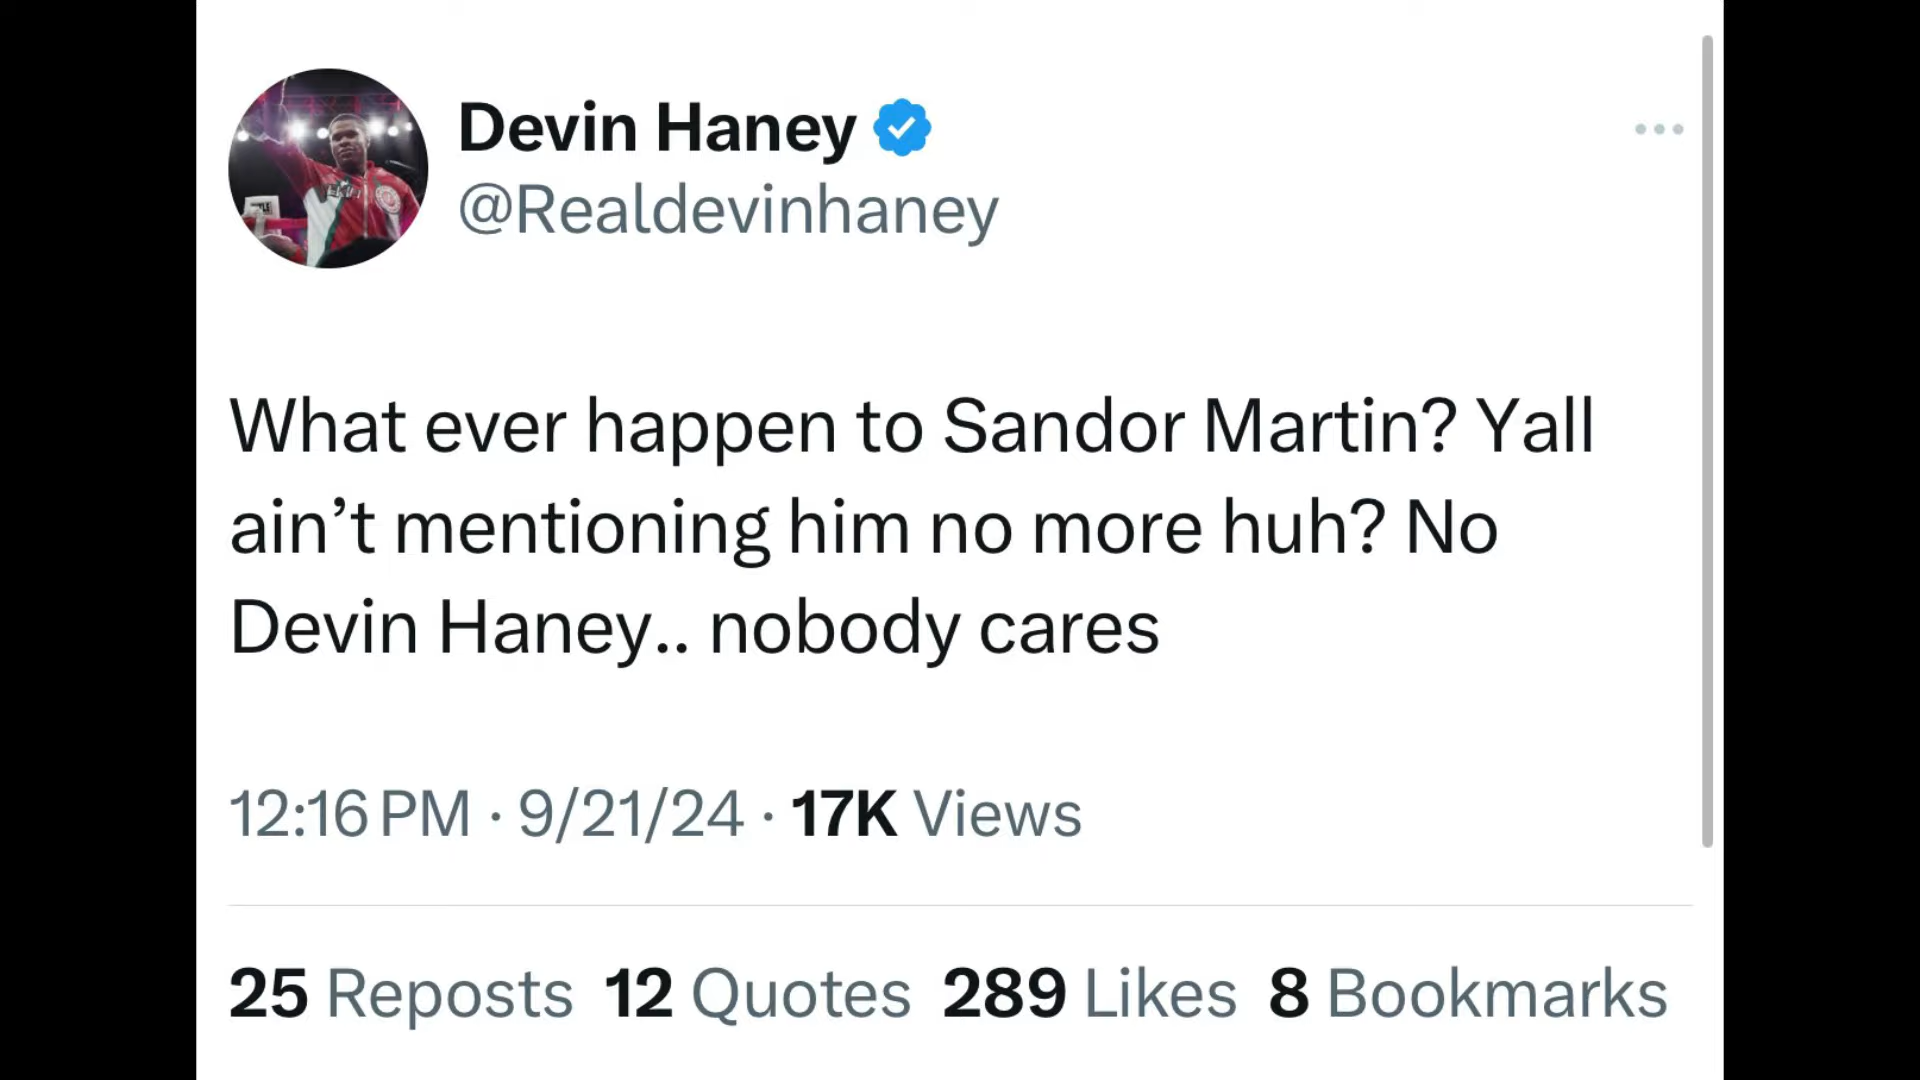 Devin Haney
@Realdevinhaney
What ever happen to Sandor Martin? Yall
ain’t mentioning him no more huh? No
Devin Haney.. nobody cares
12:16 PM · 9/21/24 · 17K Views
25 Reposts 12 Quotes 289 Likes 8 Bookmarks